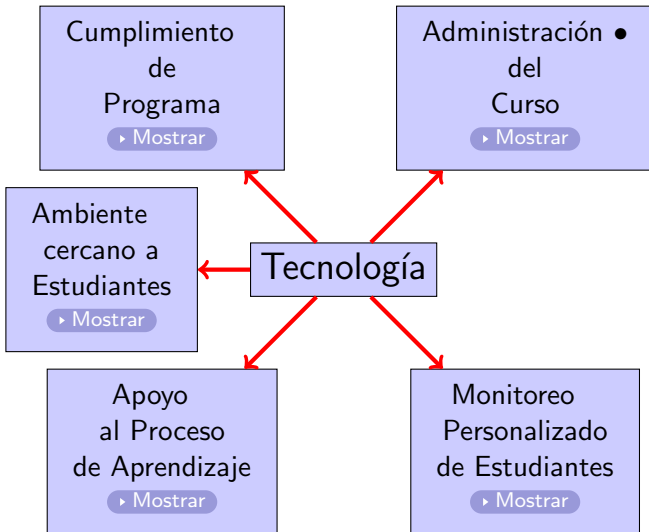 Cumplimiento
de
Programa
Mostrar
Administración •
del
Curso
Mostrar
Ambiente
cercano a
Estudiantes
Mostrar
Tecnología
Apoyo
al Proceso
de Aprendizaje
Mostrar
Monitoreo
Personalizado
de Estudiantes
Mostrar